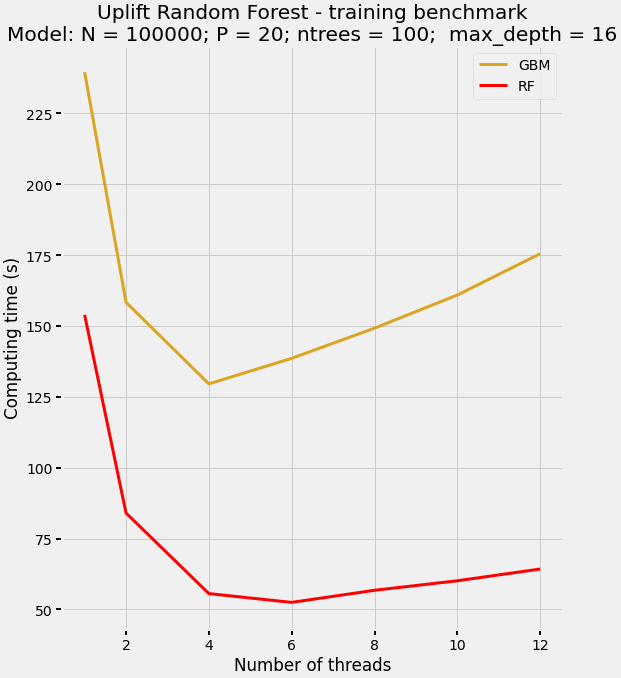 Uplift Random Forest - training benchmark
Model: N = 100000; P = 20; ntrees = 100;  max_depth = 16
GBM
RF
225
200
175
150
125
100
75
50
Computing time (s)
2 4 6 8 10 12
Number of threads